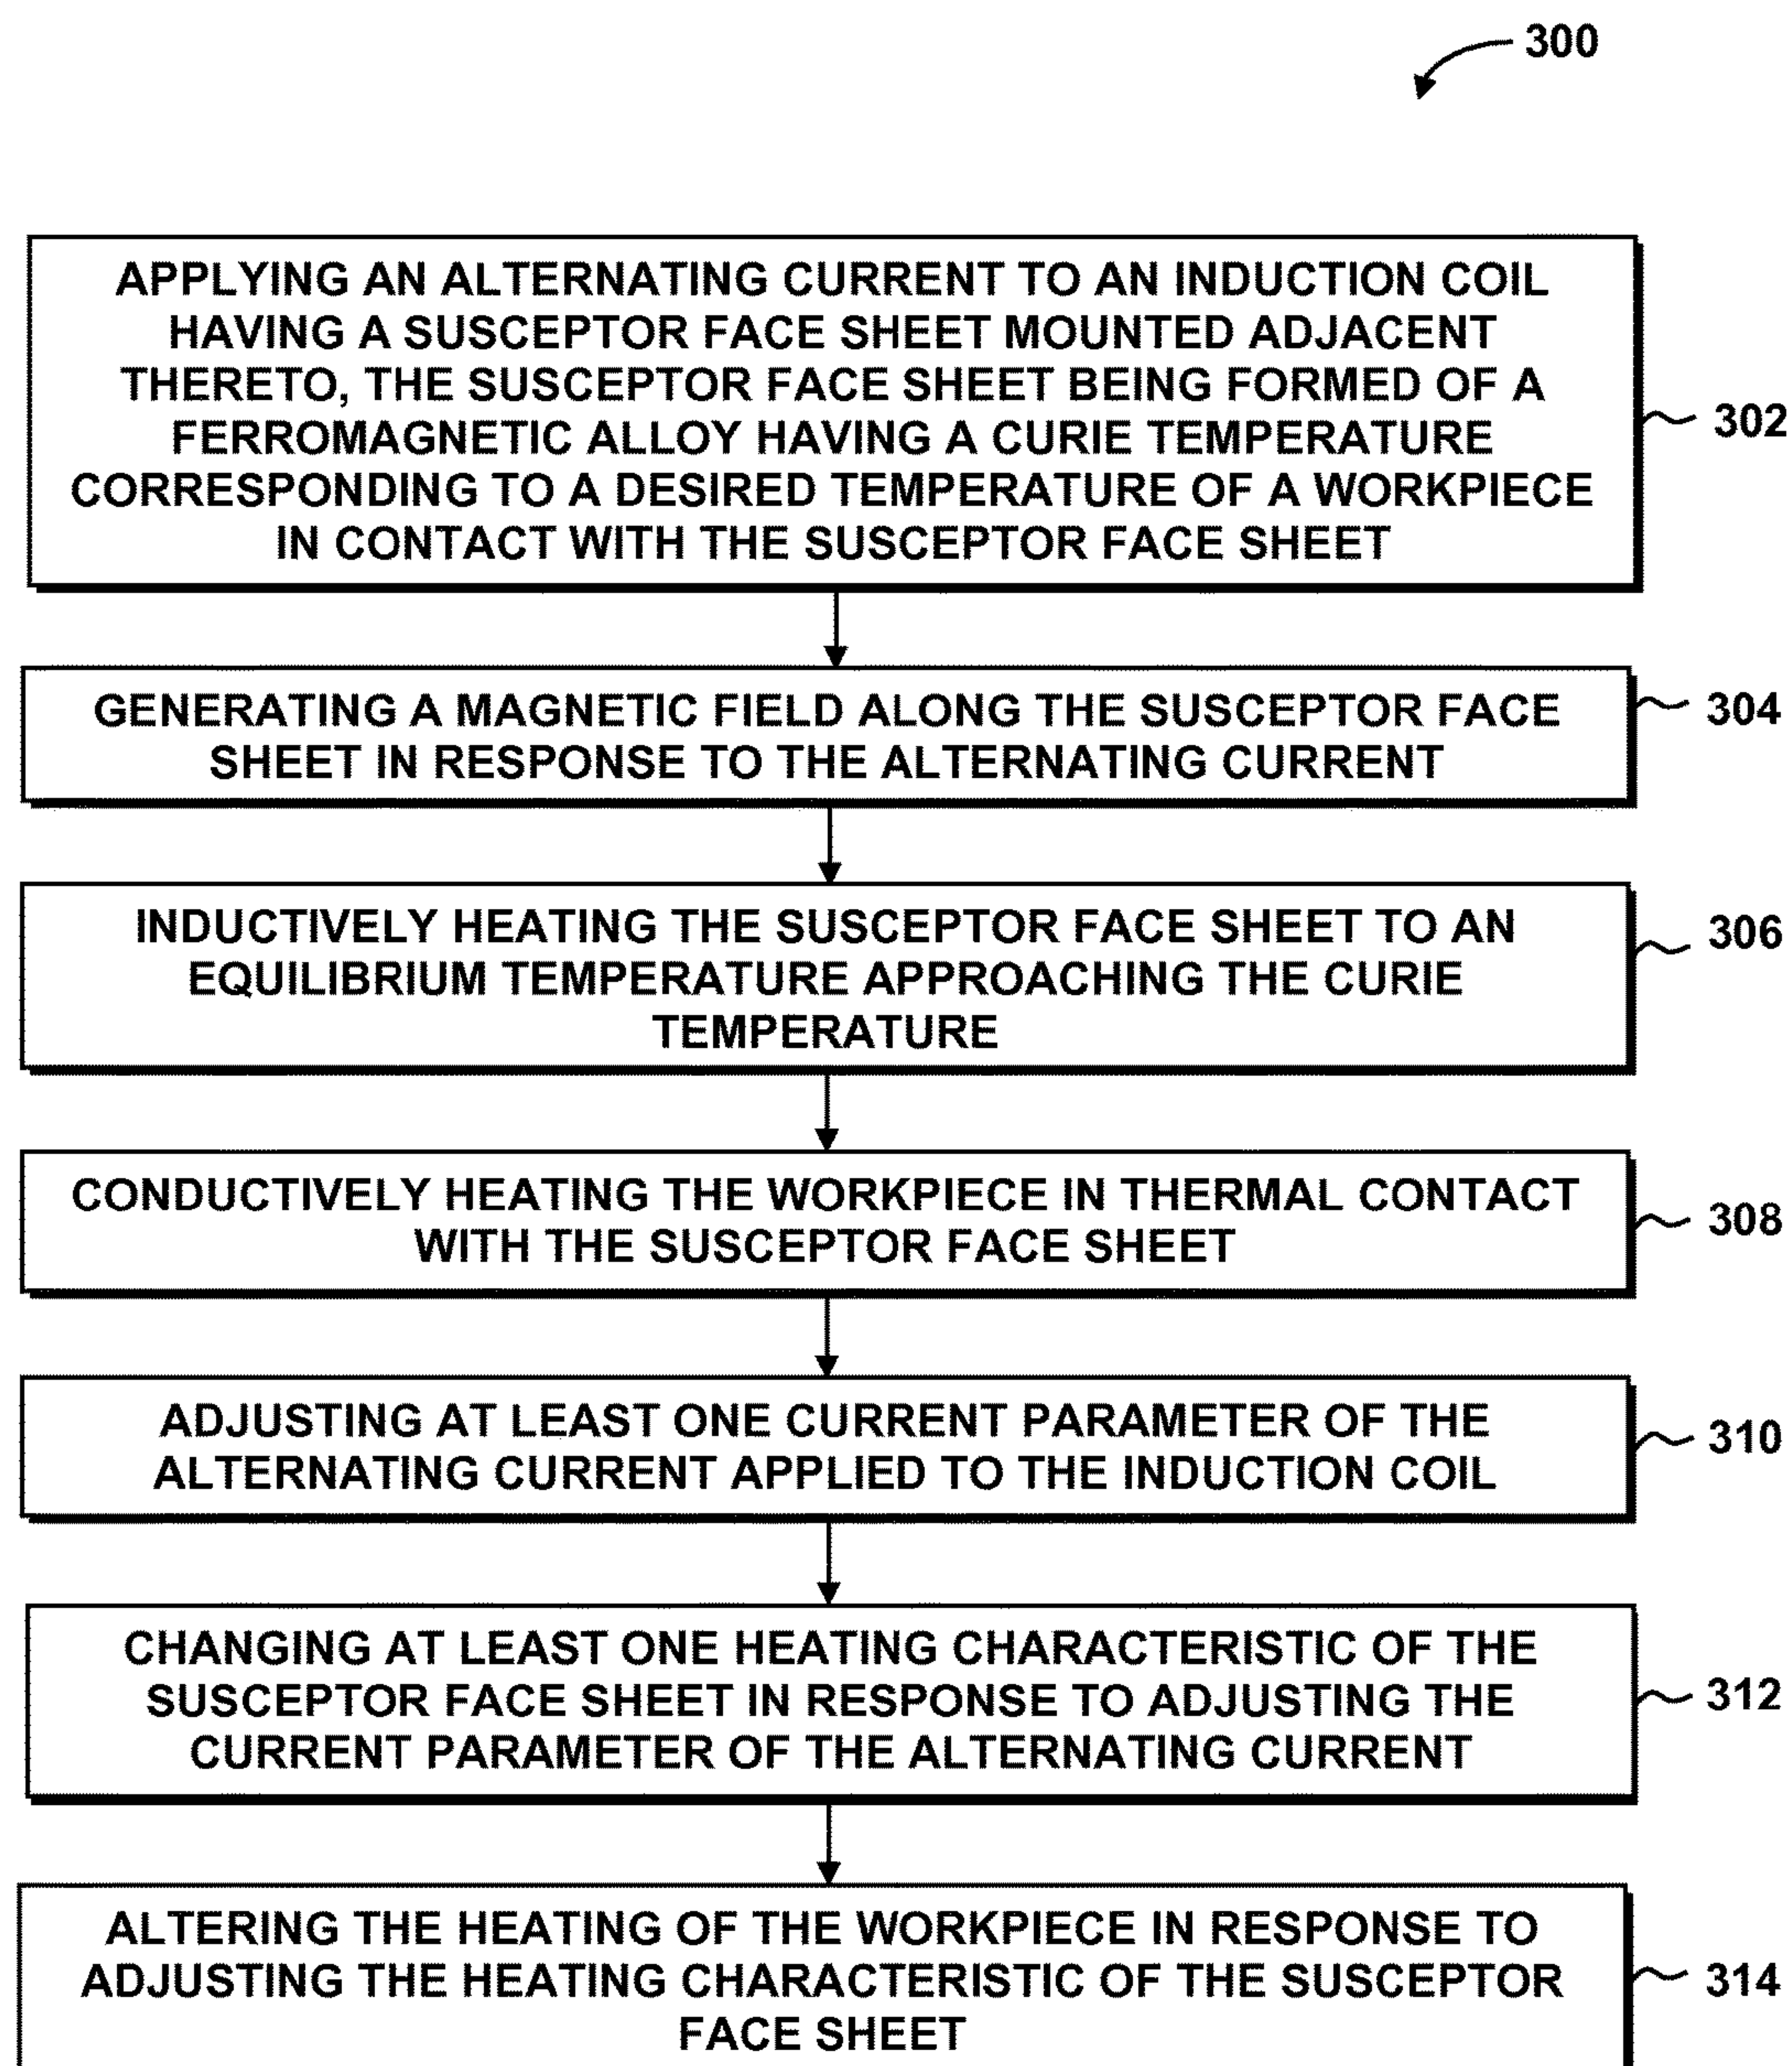 300
APPLYING AN ALTERNATING CURRENT TO AN INDUCTION COIL
HAVING A SUSCEPTOR FACE SHEET MOUNTED ADJACENT
THERETO, THE SUSCEPTOR FACE SHEET BEING FORMED OF A
FERROMAGNETIC ALLOY HAVING A CURIE TEMPERATURE
CORRESPONDING TO A DESIRED TEMPERATURE OF A WORKPIECE
IN CONTACT WITH THE SUSCEPTOR FACE SHEET
302
GENERATING A MAGNETIC FIELD ALONG THE SUSCEPTOR FACE
SHEET IN RESPONSE TO THE ALTERNATING CURRENT
304
INDUCTIVELY HEATING THE SUSCEPTOR FACE SHEET TO AN
EQUILIBRIUM TEMPERATURE APPROACHING THE CURIE
TEMPERATURE
306
CONDUCTIVELY HEATING THE WORKPIECE IN THERMAL CONTACT
WITH THE SUSCEPTOR FACE SHEET
308
ADJUSTING AT LEAST ONE CURRENT PARAMETER OF THE
ALTERNATING CURRENT APPLIED TO THE INDUCTION COIL
310
CHANGING AT LEAST ONE HEATING CHARACTERISTIC OF THE
SUSCEPTOR FACE SHEET IN RESPONSE TO ADJUSTING THE
CURRENT PARAMETER OF THE ALTERNATING CURRENT
312
ALTERING THE HEATING OF THE WORKPIECE IN RESPONSE TO
ADJUSTING THE HEATING CHARACTERISTIC OF THE SUSCEPTOR
FACE SHEET
314